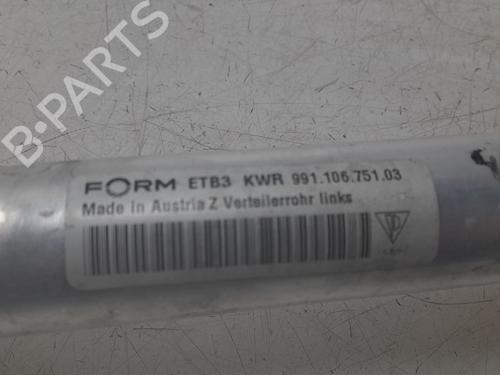 B-PARTS
FORM ETB3 KWR 991.106.751.03
Made in Austria Z Verteilerrohr links